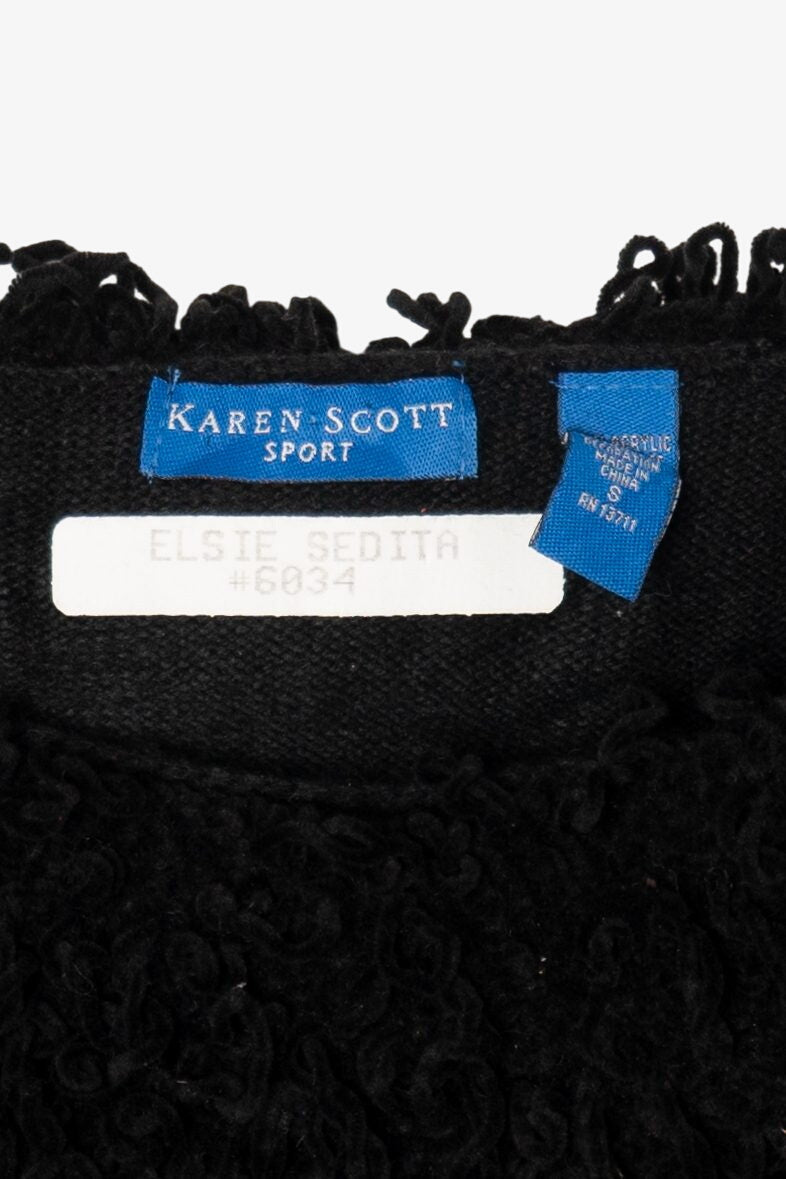 KAREN SCOTT
SPORT
ELSIE SEDITA
#6034
ACRYLIC
MADE IN
CHINA
S
RN 13711